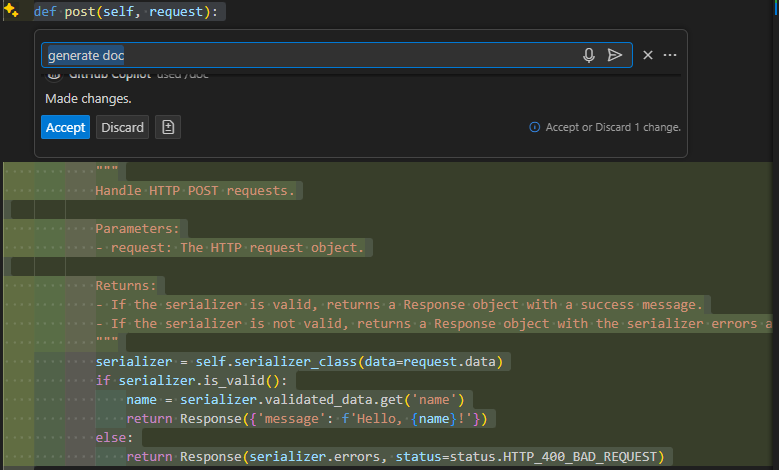 def post(self, request):
generate doc
GitHub Copilot used /doc
Made changes.
Accept Discard Accept or Discard 1 change.
"""
Handle HTTP POST requests.
Parameters:
- request: The HTTP request object.
Returns:
- If the serializer is valid, returns a Response object with a success message.
- If the serializer is not valid, returns a Response object with the serializer errors a
"""
serializer = self.serializer_class(data=request.data)
if serializer.is_valid():
name = serializer.validated_data.get('name')
return Response({'message': f'Hello, {name}!'})
else:
return Response(serializer.errors, status=status.HTTP_400_BAD_REQUEST)